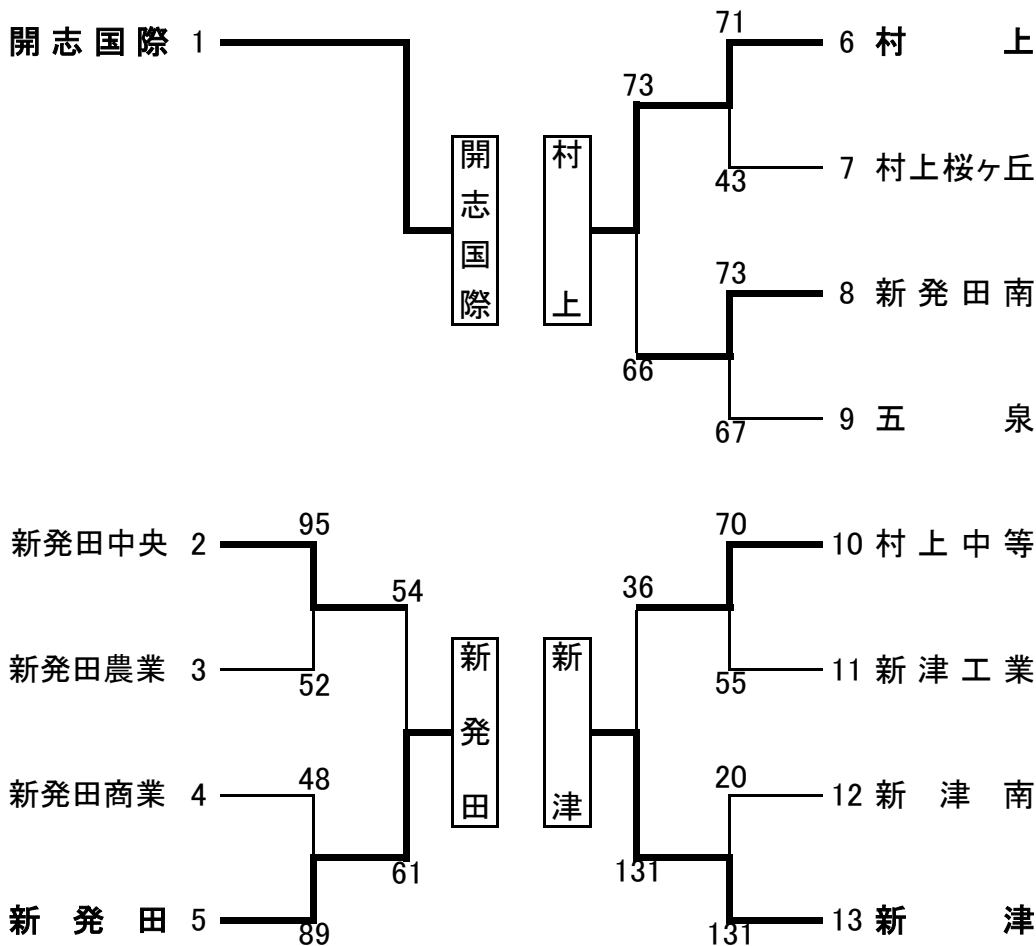 開志国際 1
71
6 村上
73
開志国際
村上
43
7 村上桜ヶ丘
73
8 新発田南
66
67
9 五泉
新発田中央 2
95
70
10 村上中等
54
36
新発田農業 3
52
新発田
新津
55
11 新津工業
新発田商業 4
48
20
12 新津南
61
131
新発田 5
89
131
13 新津